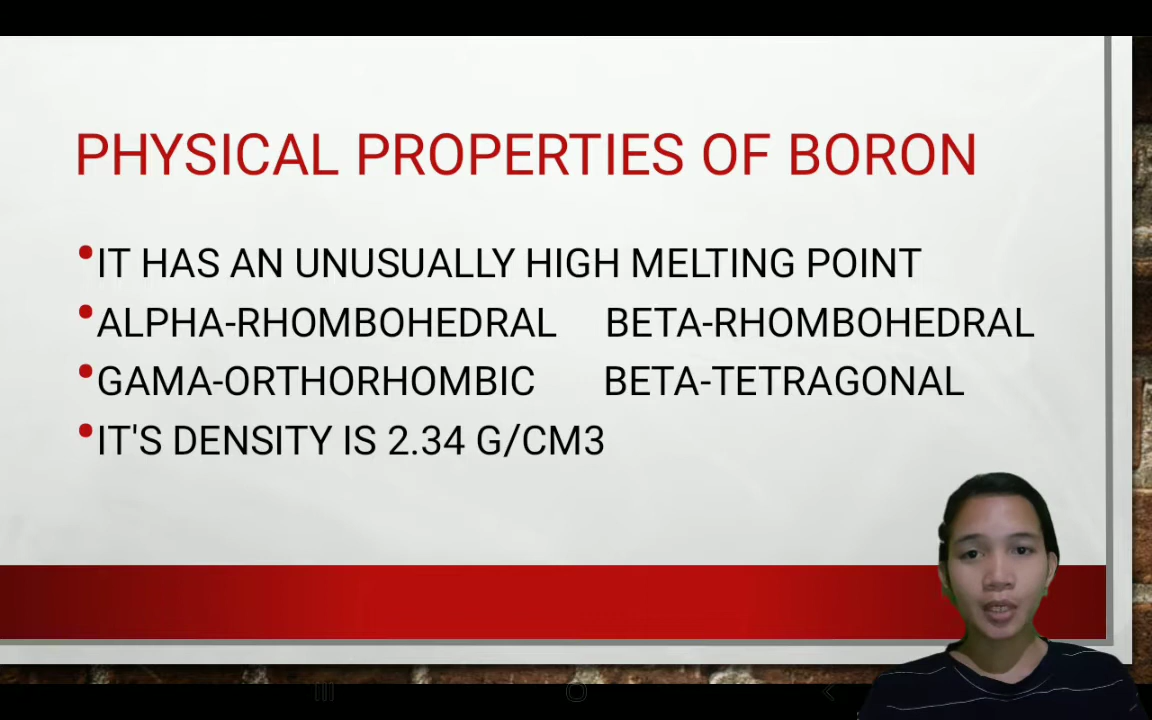 PHYSICAL PROPERTIES OF BORON
•IT HAS AN UNUSUALLY HIGH MELTING POINT
•ALPHA-RHOMBOHEDRAL BETA-RHOMBOHEDRAL
•GAMA-ORTHORHOMBIC BETA-TETRAGONAL
•IT'S DENSITY IS 2.34 G/CM3